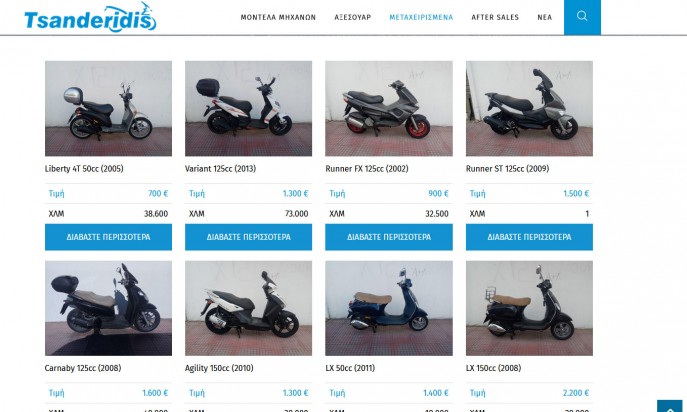 Tsanderidis
ΜΟΝΤΕΛΑ ΜΗΧΑΝΩΝ ΑΞΕΣΟΥΑΡ ΜΕΤΑΧΕΙΡΙΣΜΕΝΑ AFTER SALES ΝΕΑ
Liberty 4T 50cc (2005) Variant 125cc (2013) Runner FX 125cc (2002) Runner ST 125cc (2009)
Τιμή 700 € Τιμή 1.300 € Τιμή 900 € Τιμή 1.500 €
ΧΛΜ 38.600 ΧΛΜ 73.000 ΧΛΜ 32.500 ΧΛΜ 1
ΔΙΑΒΑΣΤΕ ΠΕΡΙΣΣΟΤΕΡΑ ΔΙΑΒΑΣΤΕ ΠΕΡΙΣΣΟΤΕΡΑ ΔΙΑΒΑΣΤΕ ΠΕΡΙΣΣΟΤΕΡΑ ΔΙΑΒΑΣΤΕ ΠΕΡΙΣΣΟΤΕΡΑ
Carnaby 125cc (2008) Agility 150cc (2010) LX 50cc (2011) LX 150cc (2008)
Τιμή 1.600 € Τιμή 1.300 € Τιμή 1.400 € Τιμή 2.200 €
ΧΛΜ ΧΛΜ ΧΛΜ ΧΛΜ